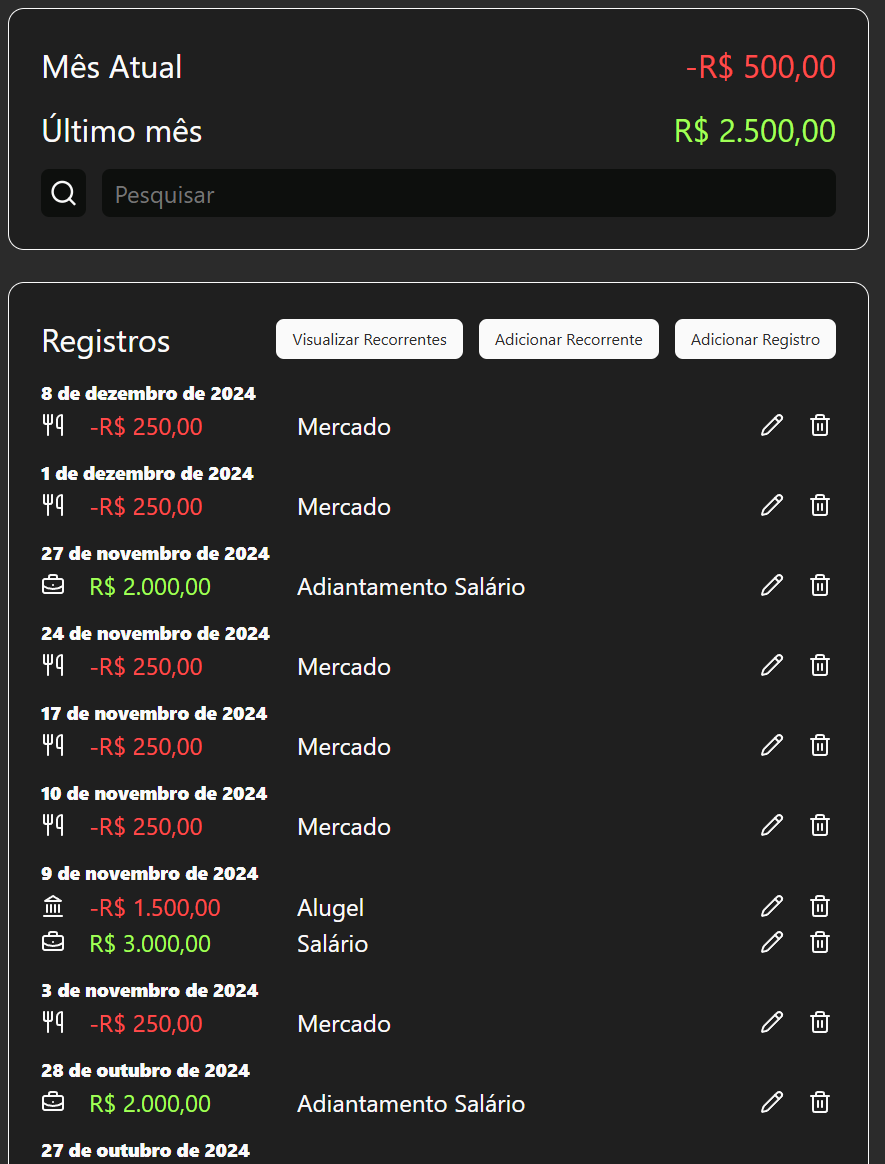 Mês Atual -R$ 500,00
Último mês R$ 2.500,00
Pesquisar
Registros Visualizar Recorrentes Adicionar Recorrente Adicionar Registro
8 de dezembro de 2024
-R$ 250,00 Mercado
1 de dezembro de 2024
-R$ 250,00 Mercado
27 de novembro de 2024
R$ 2.000,00 Adiantamento Salário
24 de novembro de 2024
-R$ 250,00 Mercado
17 de novembro de 2024
-R$ 250,00 Mercado
10 de novembro de 2024
-R$ 250,00 Mercado
9 de novembro de 2024
-R$ 1.500,00 Alugel
R$ 3.000,00 Salário
3 de novembro de 2024
-R$ 250,00 Mercado
28 de outubro de 2024
R$ 2.000,00 Adiantamento Salário
27 de outubro de 2024